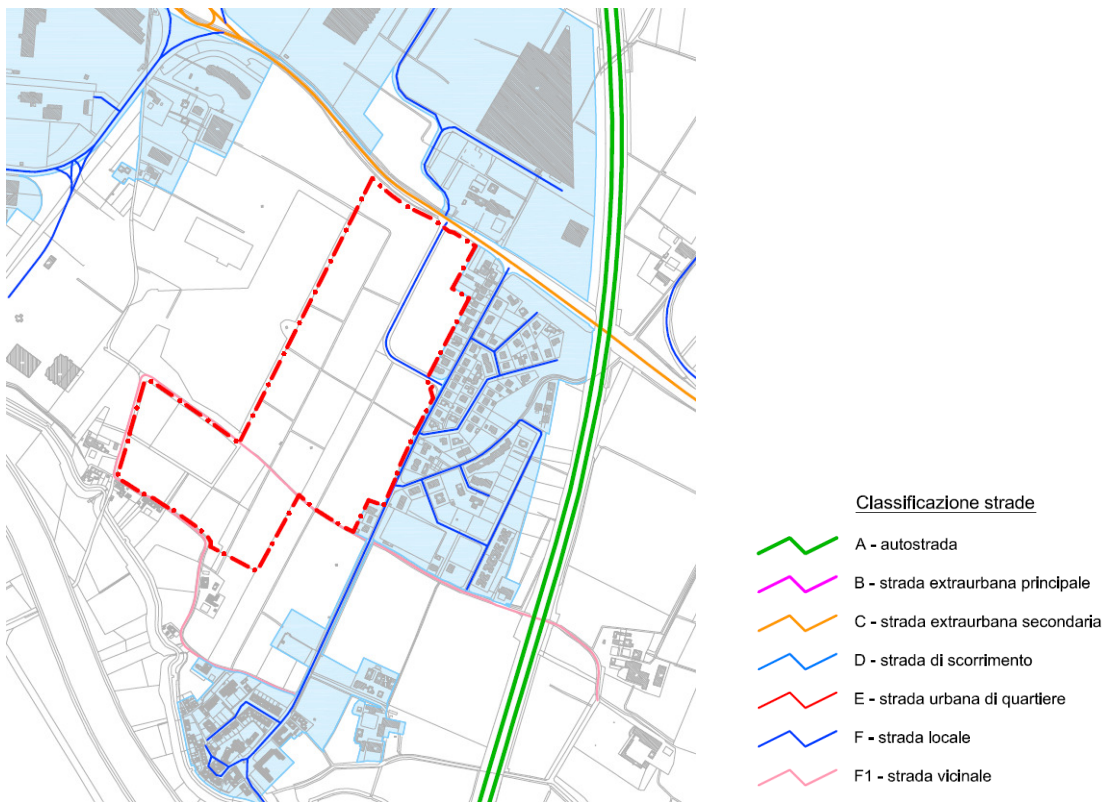 Classificazione strade
A - autostrada
B - strada extraurbana principale
C - strada extraurbana secondaria
D - strada di scorrimento
E - strada urbana di quartiere
F - strada locale
F1 - strada vicinale